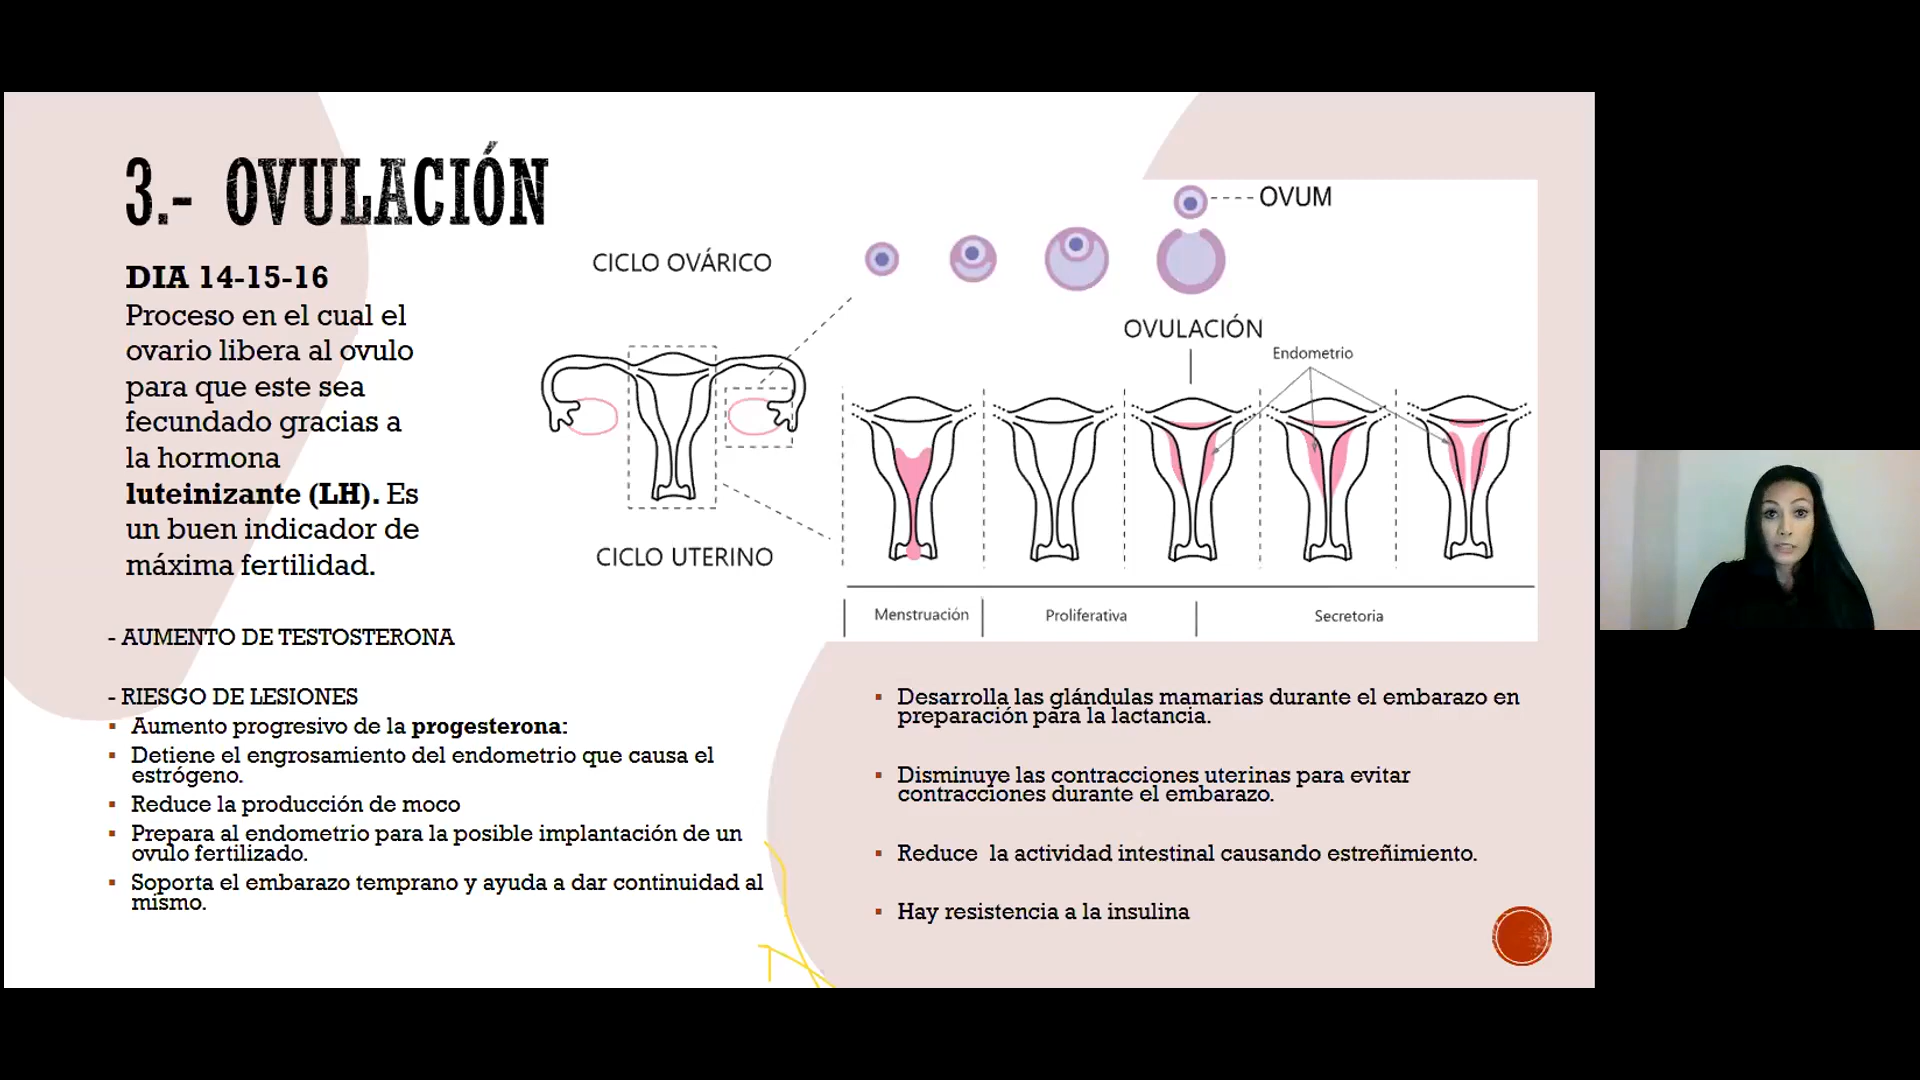 3.- OVULACIÓN
DIA 14-15-16
Proceso en el cual el
ovario libera al ovulo
para que este sea
fecundado gracias a
la hormona
luteinizante (LH). Es
un buen indicador de
máxima fertilidad.
- AUMENTO DE TESTOSTERONA
- RIESGO DE LESIONES
Aumento progresivo de la progesterona:
Detiene el engrosamiento del endometrio que causa el
estrógeno.
Reduce la producción de moco
Prepara al endometrio para la posible implantación de un
ovulo fertilizado.
Soporta el embarazo temprano y ayuda a dar continuidad al
mismo.
OVUM
CICLO OVÁRICO
OVULACIÓN
Endometrio
CICLO UTERINO
Menstruación
Proliferativa
Secretoria
Desarrolla las glándulas mamarias durante el embarazo en
preparación para la lactancia.
Disminuye las contracciones uterinas para evitar
contracciones durante el embarazo.
Reduce  la actividad intestinal causando estreñimiento.
Hay resistencia a la insulina